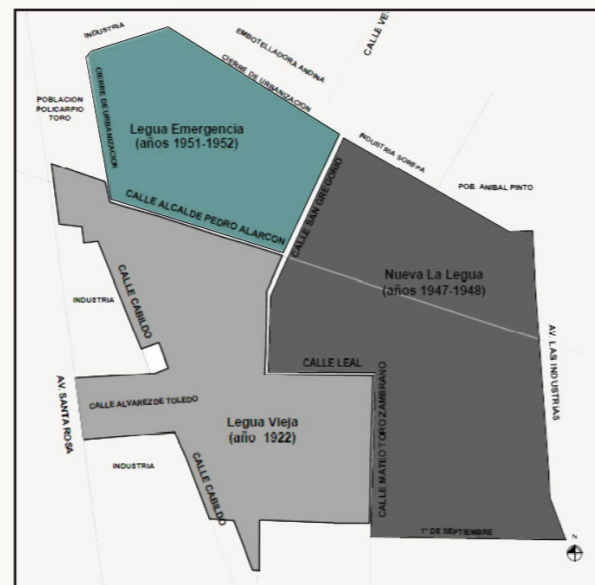 INDUSTRIA
EMBOTELLADORA ANDINA
CIERRE DE URBANIZACION
CIERRE DE URBANIZACION
POBLACION
POLICARPIO
TORO
Legua Emergencia
(años 1951-1952)
INDUSTRIA SOREPA
POB. ANIBAL PINTO
CALLE ALCALDE PEDRO ALARCON
CALLE SAN GREGORIO
Nueva La Legua
(años 1947-1948)
CALLE CABILDO
INDUSTRIA
AV. LAS INDUSTRIAS
CALLE LEAL
AV. SANTA ROSA
CALLE ALVAREZ DE TOLEDO
CALLE MATEO TORO ZAMBRANO
Legua Vieja
(año 1922)
INDUSTRIA
CALLE CABILDO
1° DE SEPTIEMBRE
N